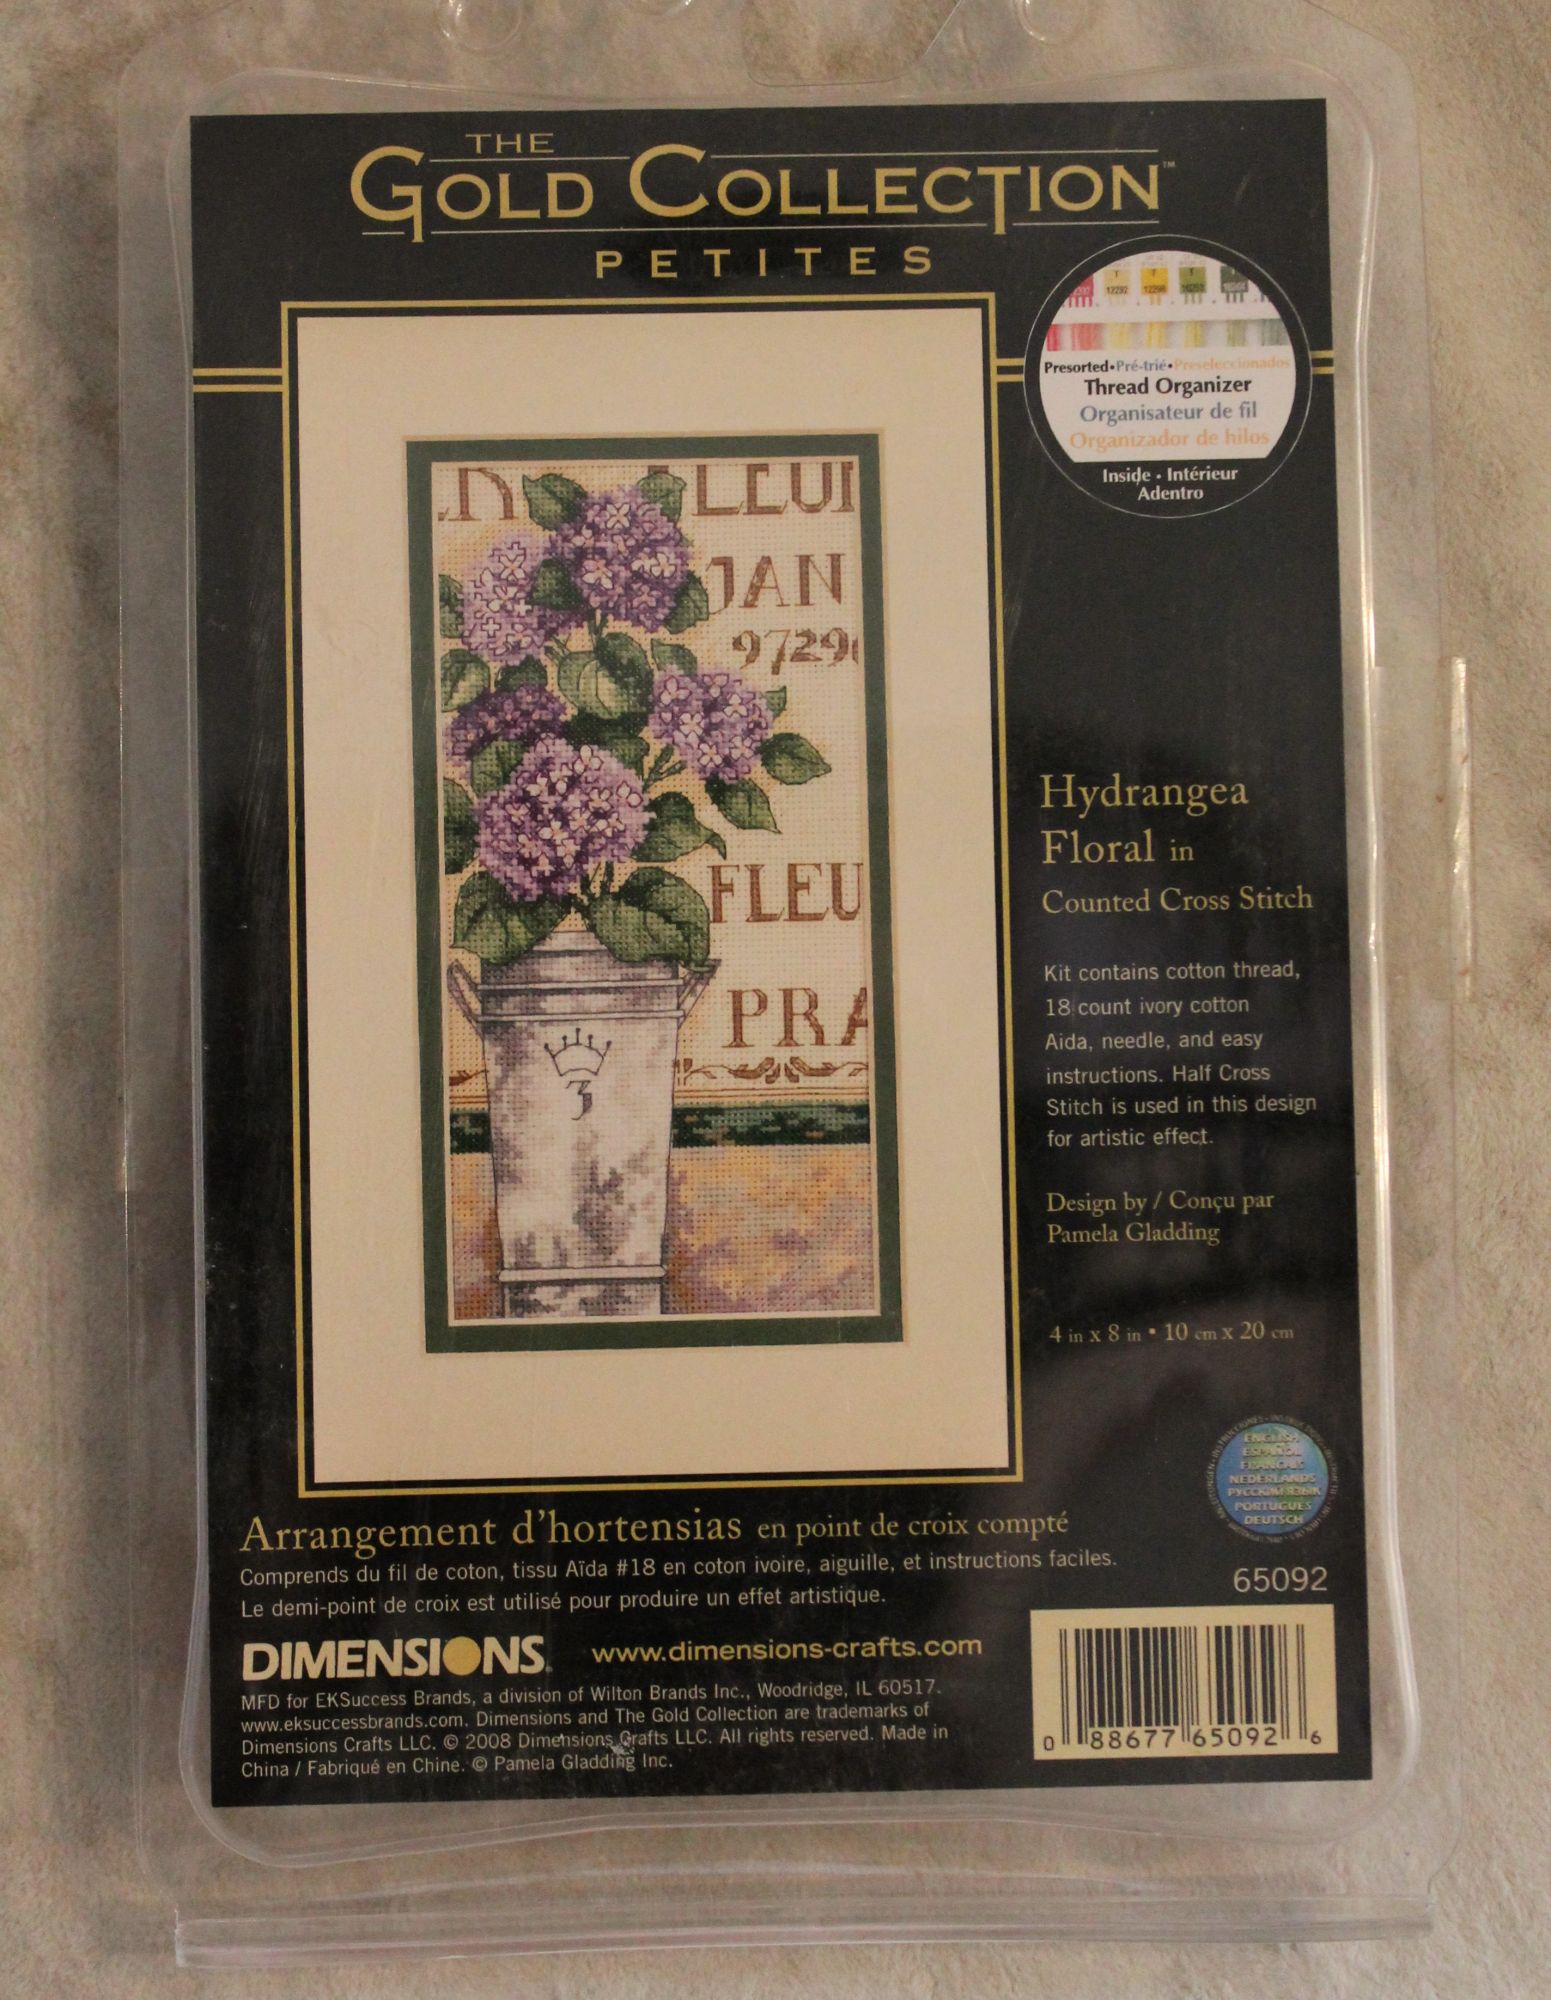 THE
GOLD COLLECTION™
PETITES
12292
12298
Presorted•Pré-trié•Preseleccionados
Thread Organizer
Organisateur de fil
Organizador de hilos
Inside • Intérieur
Adentro
LEUR
JAN
9729
FLEU
PRA
3
Hydrangea
Floral in
Counted Cross Stitch
Kit contains cotton thread,
18 count ivory cotton
Aida, needle, and easy
instructions. Half Cross
Stitch is used in this design
for artistic effect.
Design by / Conçu par
Pamela Gladding
4 in x 8 in • 10 cm x 20 cm
ENGLISH
ESPAÑOL
FRANÇAIS
NEDERLANDS
РУССКИЙ ЯЗЫК
PORTUGUES
DEUTSCH
Arrangement d'hortensias en point de croix compté
Comprends du fil de coton, tissu Aïda #18 en coton ivoire, aiguille, et instructions faciles.
Le demi-point de croix est utilisé pour produire un effet artistique.
65092
DIMENSIONS® www.dimensions-crafts.com
MFD for EKSuccess Brands, a division of Wilton Brands Inc., Woodridge, IL 60517.
www.eksuccessbrands.com. Dimensions and The Gold Collection are trademarks of
Dimensions Crafts LLC. © 2008 Dimensions Crafts LLC. All rights reserved. Made in
China / Fabriqué en Chine. © Pamela Gladding Inc.
0 88677 65092 6